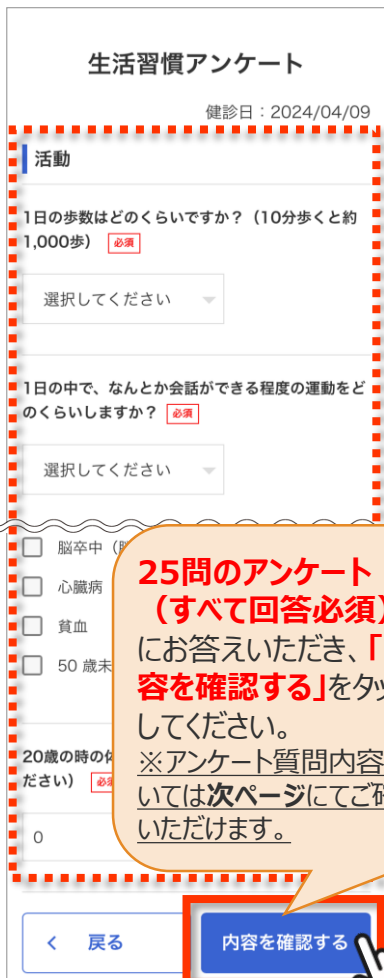 生活習慣アンケート
健診日：2024/04/09
活動
1日の歩数はどのくらいですか？（10分歩くと約
1,000歩） 必須
選択してください
1日の中で、なんとか会話ができる程度の運動をど
のくらいしますか？ 必須
選択してください
脳卒中（
心臓病
貧血
50 歳未
25問のアンケート
（すべて回答必須）
にお答えいただき、「
容を確認する」をタッ
してください。
※アンケート質問内容
いては次ページにてご確
いただけます。
20歳の時の体
ださい） 必須
0
< 戻る
内容を確認する